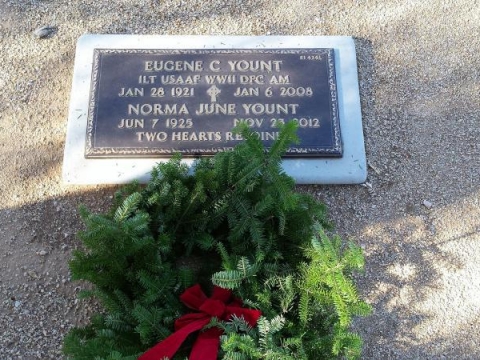 EUGENE C YOUNT
1LT USAAF WWII DFC AM
JAN 28 1921 JAN 6 2008
NORMA JUNE YOUNT
JUN 7 1925 NOV 23 2012
TWO HEARTS REJOINED